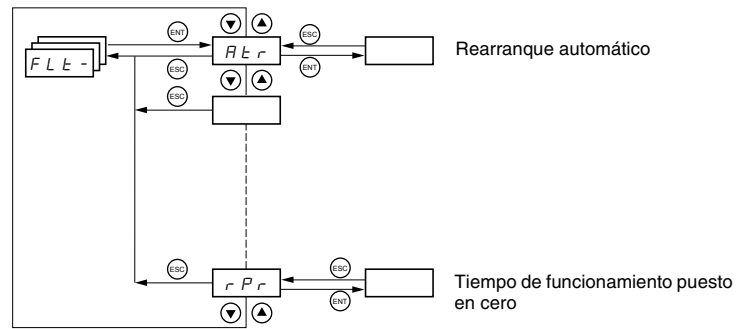 ENT
ESC
FLt-
Atr
Rearranque automático
ESC
ENT
ESC
ESC
rPr
ESC
ENT
Tiempo de funcionamiento puesto
en cero